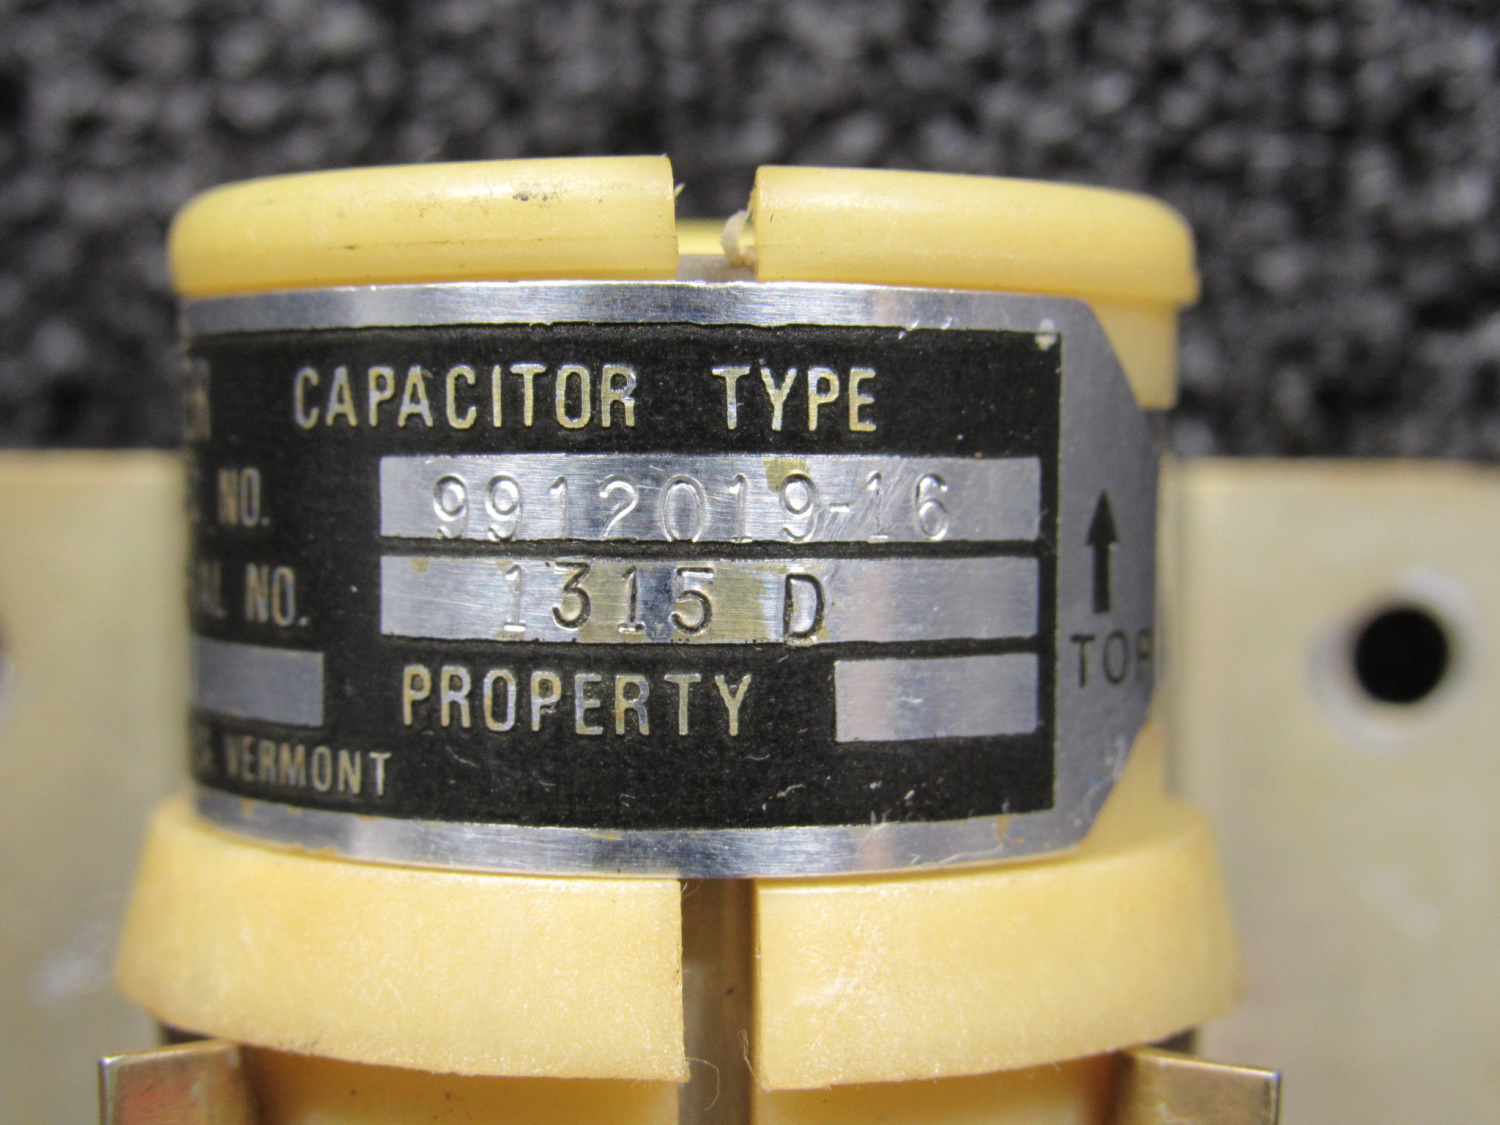 CAPACITOR TYPE
NO. 9912019-16
NO. 1315 D
PROPERTY
VERMONT
TOP